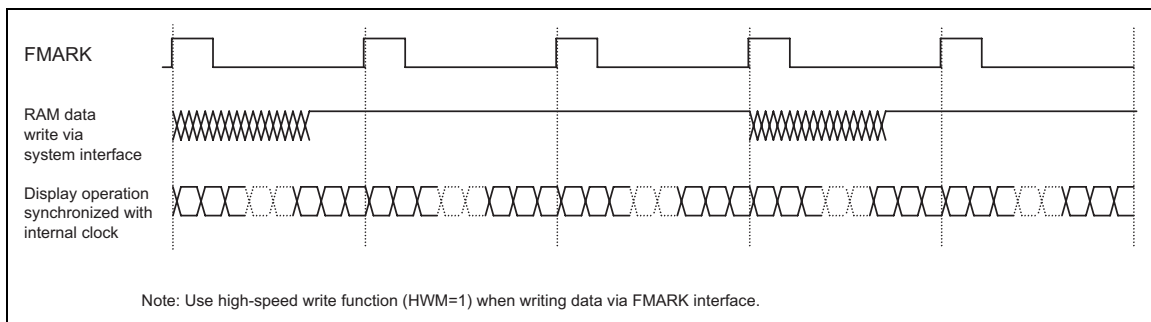 FMARK
RAM data
write via
system interface
Display operation
synchronized with
internal clock
Note: Use high-speed write function (HWM=1) when writing data via FMARK interface.